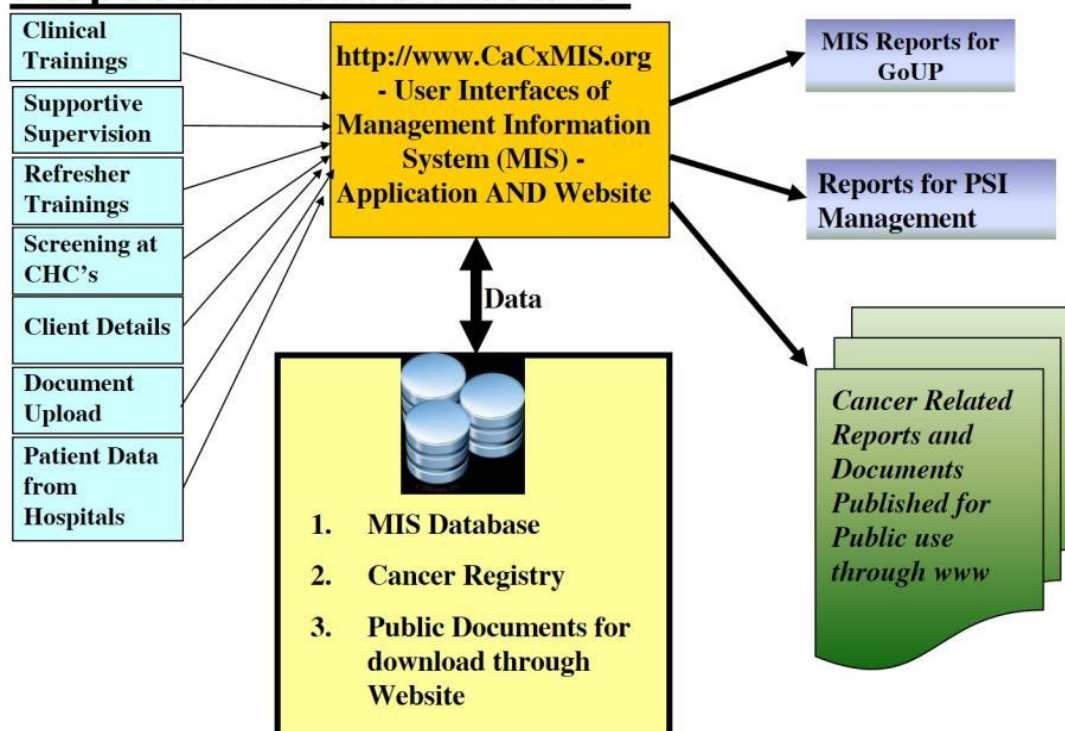 Clinical
Trainings
Supportive
Supervision
Refresher
Trainings
Screening at
CHC's
Client Details
Document
Upload
Patient Data
from
Hospitals
http://www.CaCxMIS.org
- User Interfaces of
Management Information
System (MIS) -
Application AND Website
Data
1. MIS Database
2. Cancer Registry
3. Public Documents for
download through
Website
MIS Reports for
GoUP
Reports for PSI
Management
Cancer Related
Reports and
Documents
Published for
Public use
through www